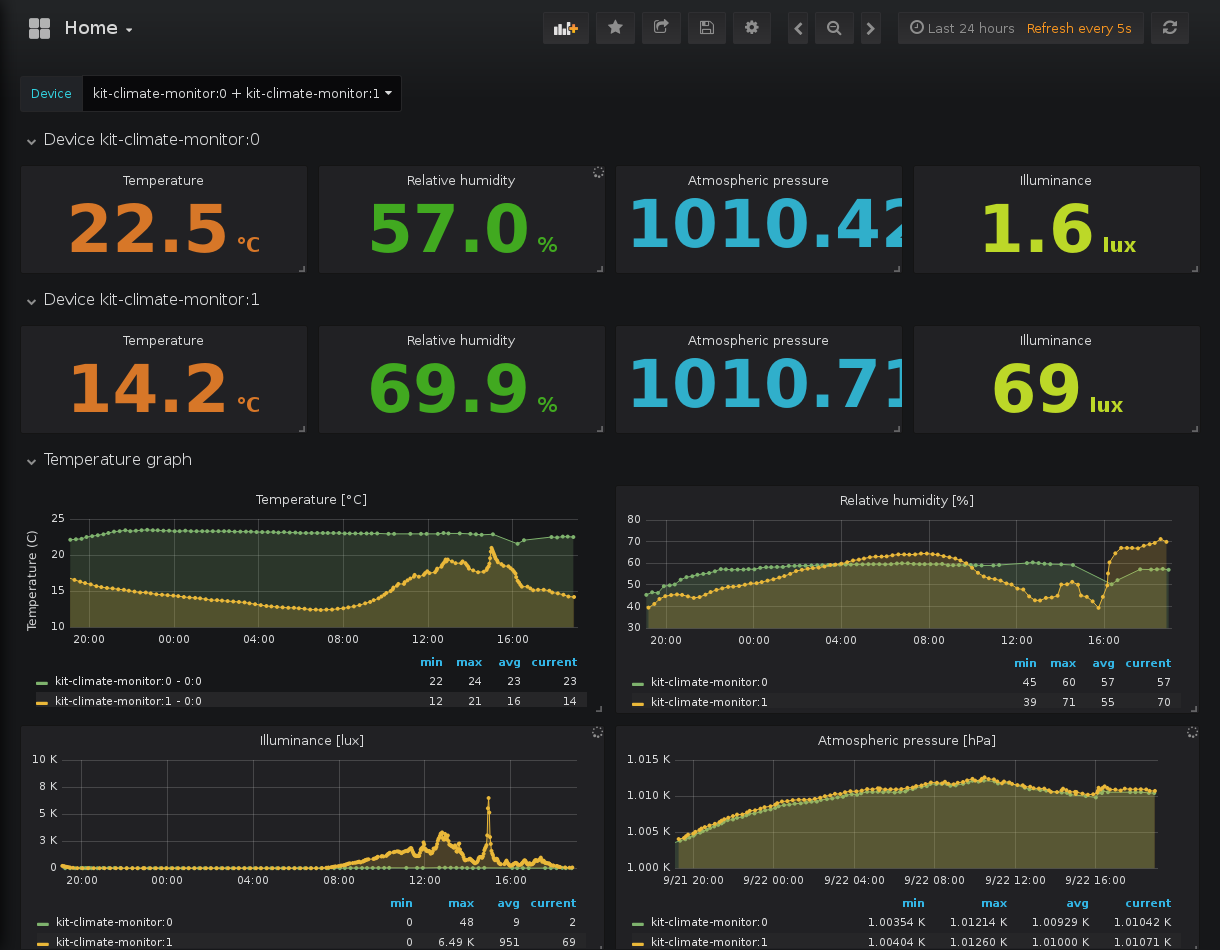 Home
Last 24 hours Refresh every 5s
Device kit-climate-monitor:0 + kit-climate-monitor:1
Device kit-climate-monitor:0
Temperature Relative humidity Atmospheric pressure Illuminance
22.5 °C 57.0 % 1010.42 1.6 lux
Device kit-climate-monitor:1
Temperature Relative humidity Atmospheric pressure Illuminance
14.2 °C 69.9 % 1010.71 69 lux
Temperature graph
Temperature [°C]
Temperature (C)
25
20
15
10
20:00 00:00 04:00 08:00 12:00 16:00
min max avg current
kit-climate-monitor:0 - 0:0 22 24 23 23
kit-climate-monitor:1 - 0:0 12 21 16 14
Relative humidity [%]
80
70
60
50
40
30
20:00 00:00 04:00 08:00 12:00 16:00
min max avg current
kit-climate-monitor:0 45 60 57 57
kit-climate-monitor:1 39 71 55 70
Illuminance [lux]
10 K
8 K
5 K
3 K
0
20:00 00:00 04:00 08:00 12:00 16:00
min max avg current
kit-climate-monitor:0 0 48 9 2
kit-climate-monitor:1 0 6.49 K 951 69
Atmospheric pressure [hPa]
1.015 K
1.010 K
1.005 K
1.000 K
9/21 20:00 9/22 00:00 9/22 04:00 9/22 08:00 9/22 12:00 9/22 16:00
min max avg current
kit-climate-monitor:0 1.00354 K 1.01214 K 1.00929 K 1.01042 K
kit-climate-monitor:1 1.00404 K 1.01260 K 1.01000 K 1.01071 K